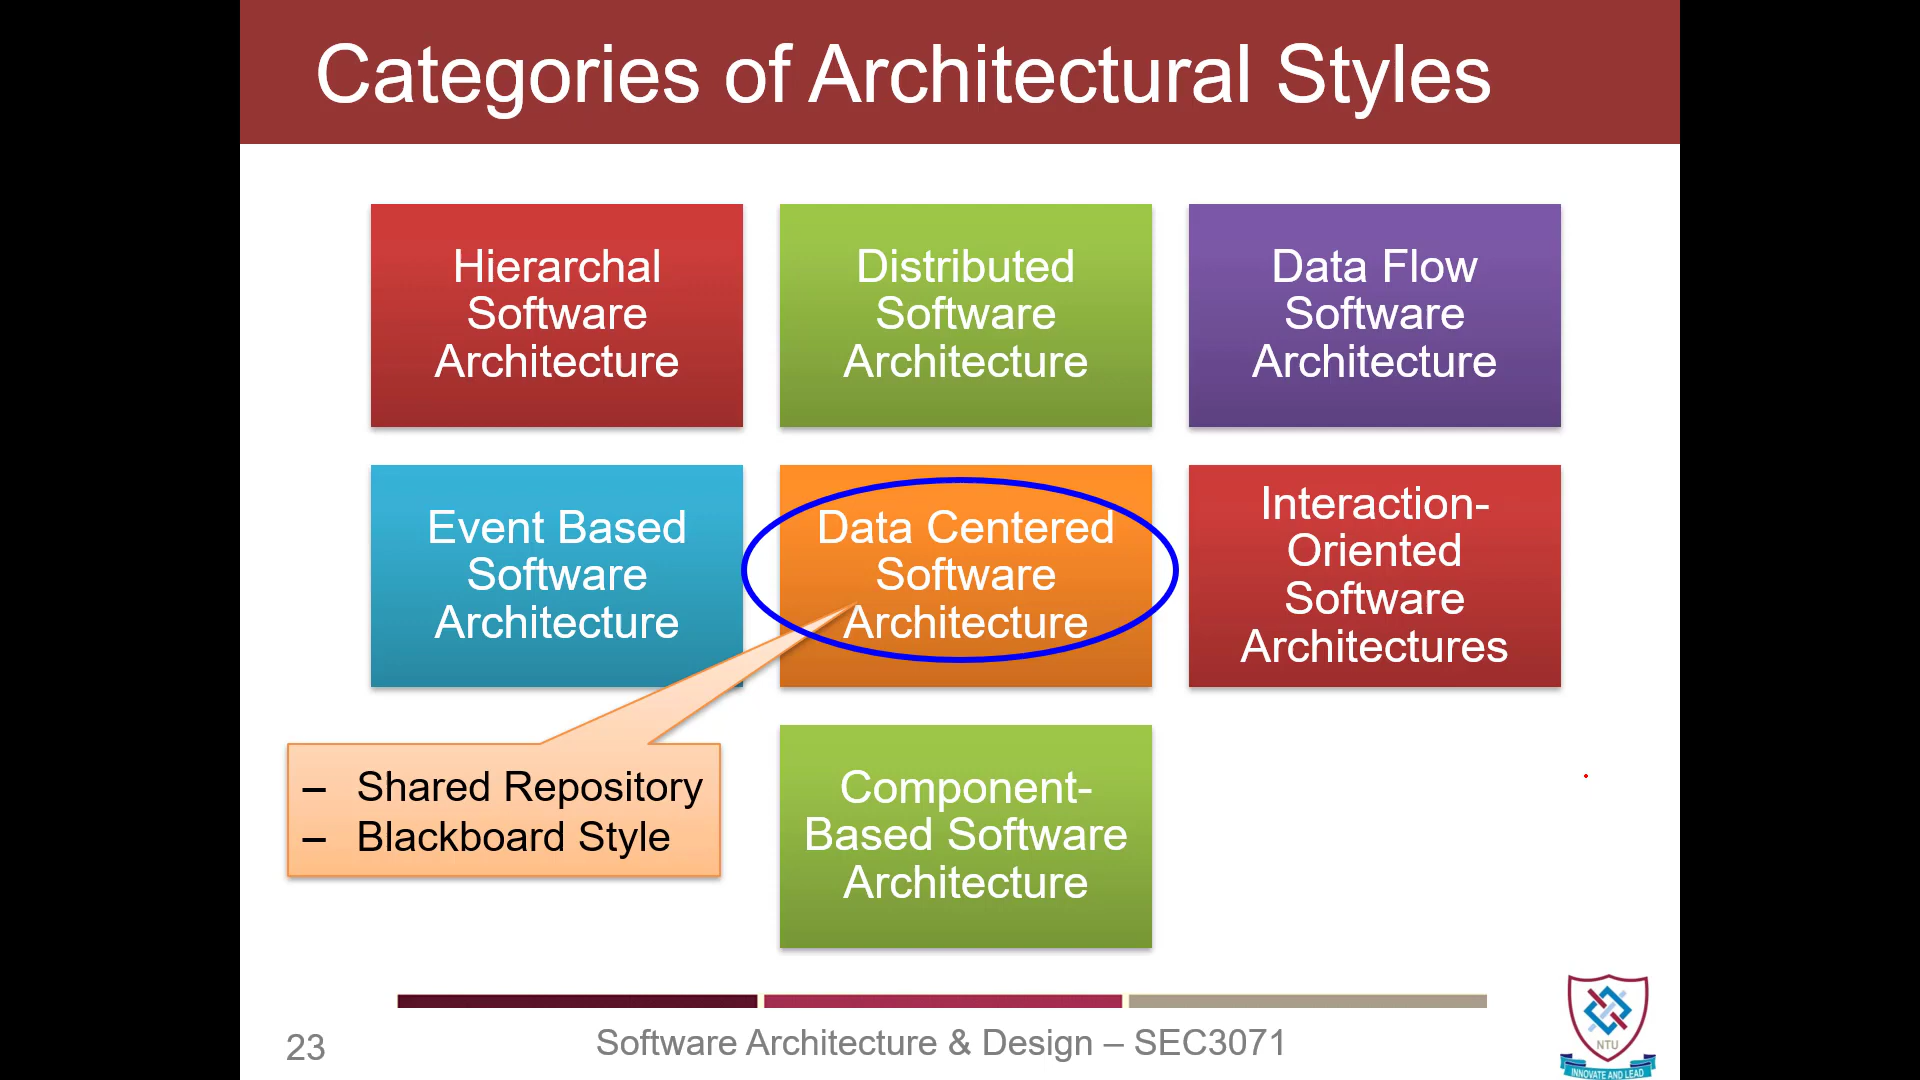 Categories of Architectural Styles
Hierarchal
Software
Architecture
Distributed
Software
Architecture
Data Flow
Software
Architecture
Event Based
Software
Architecture
Data Centered
Software
Architecture
Interaction-
Oriented
Software
Architectures
– Shared Repository
– Blackboard Style
Component-
Based Software
Architecture
23
Software Architecture & Design – SEC3071
NTU
INNOVATE AND LEAD